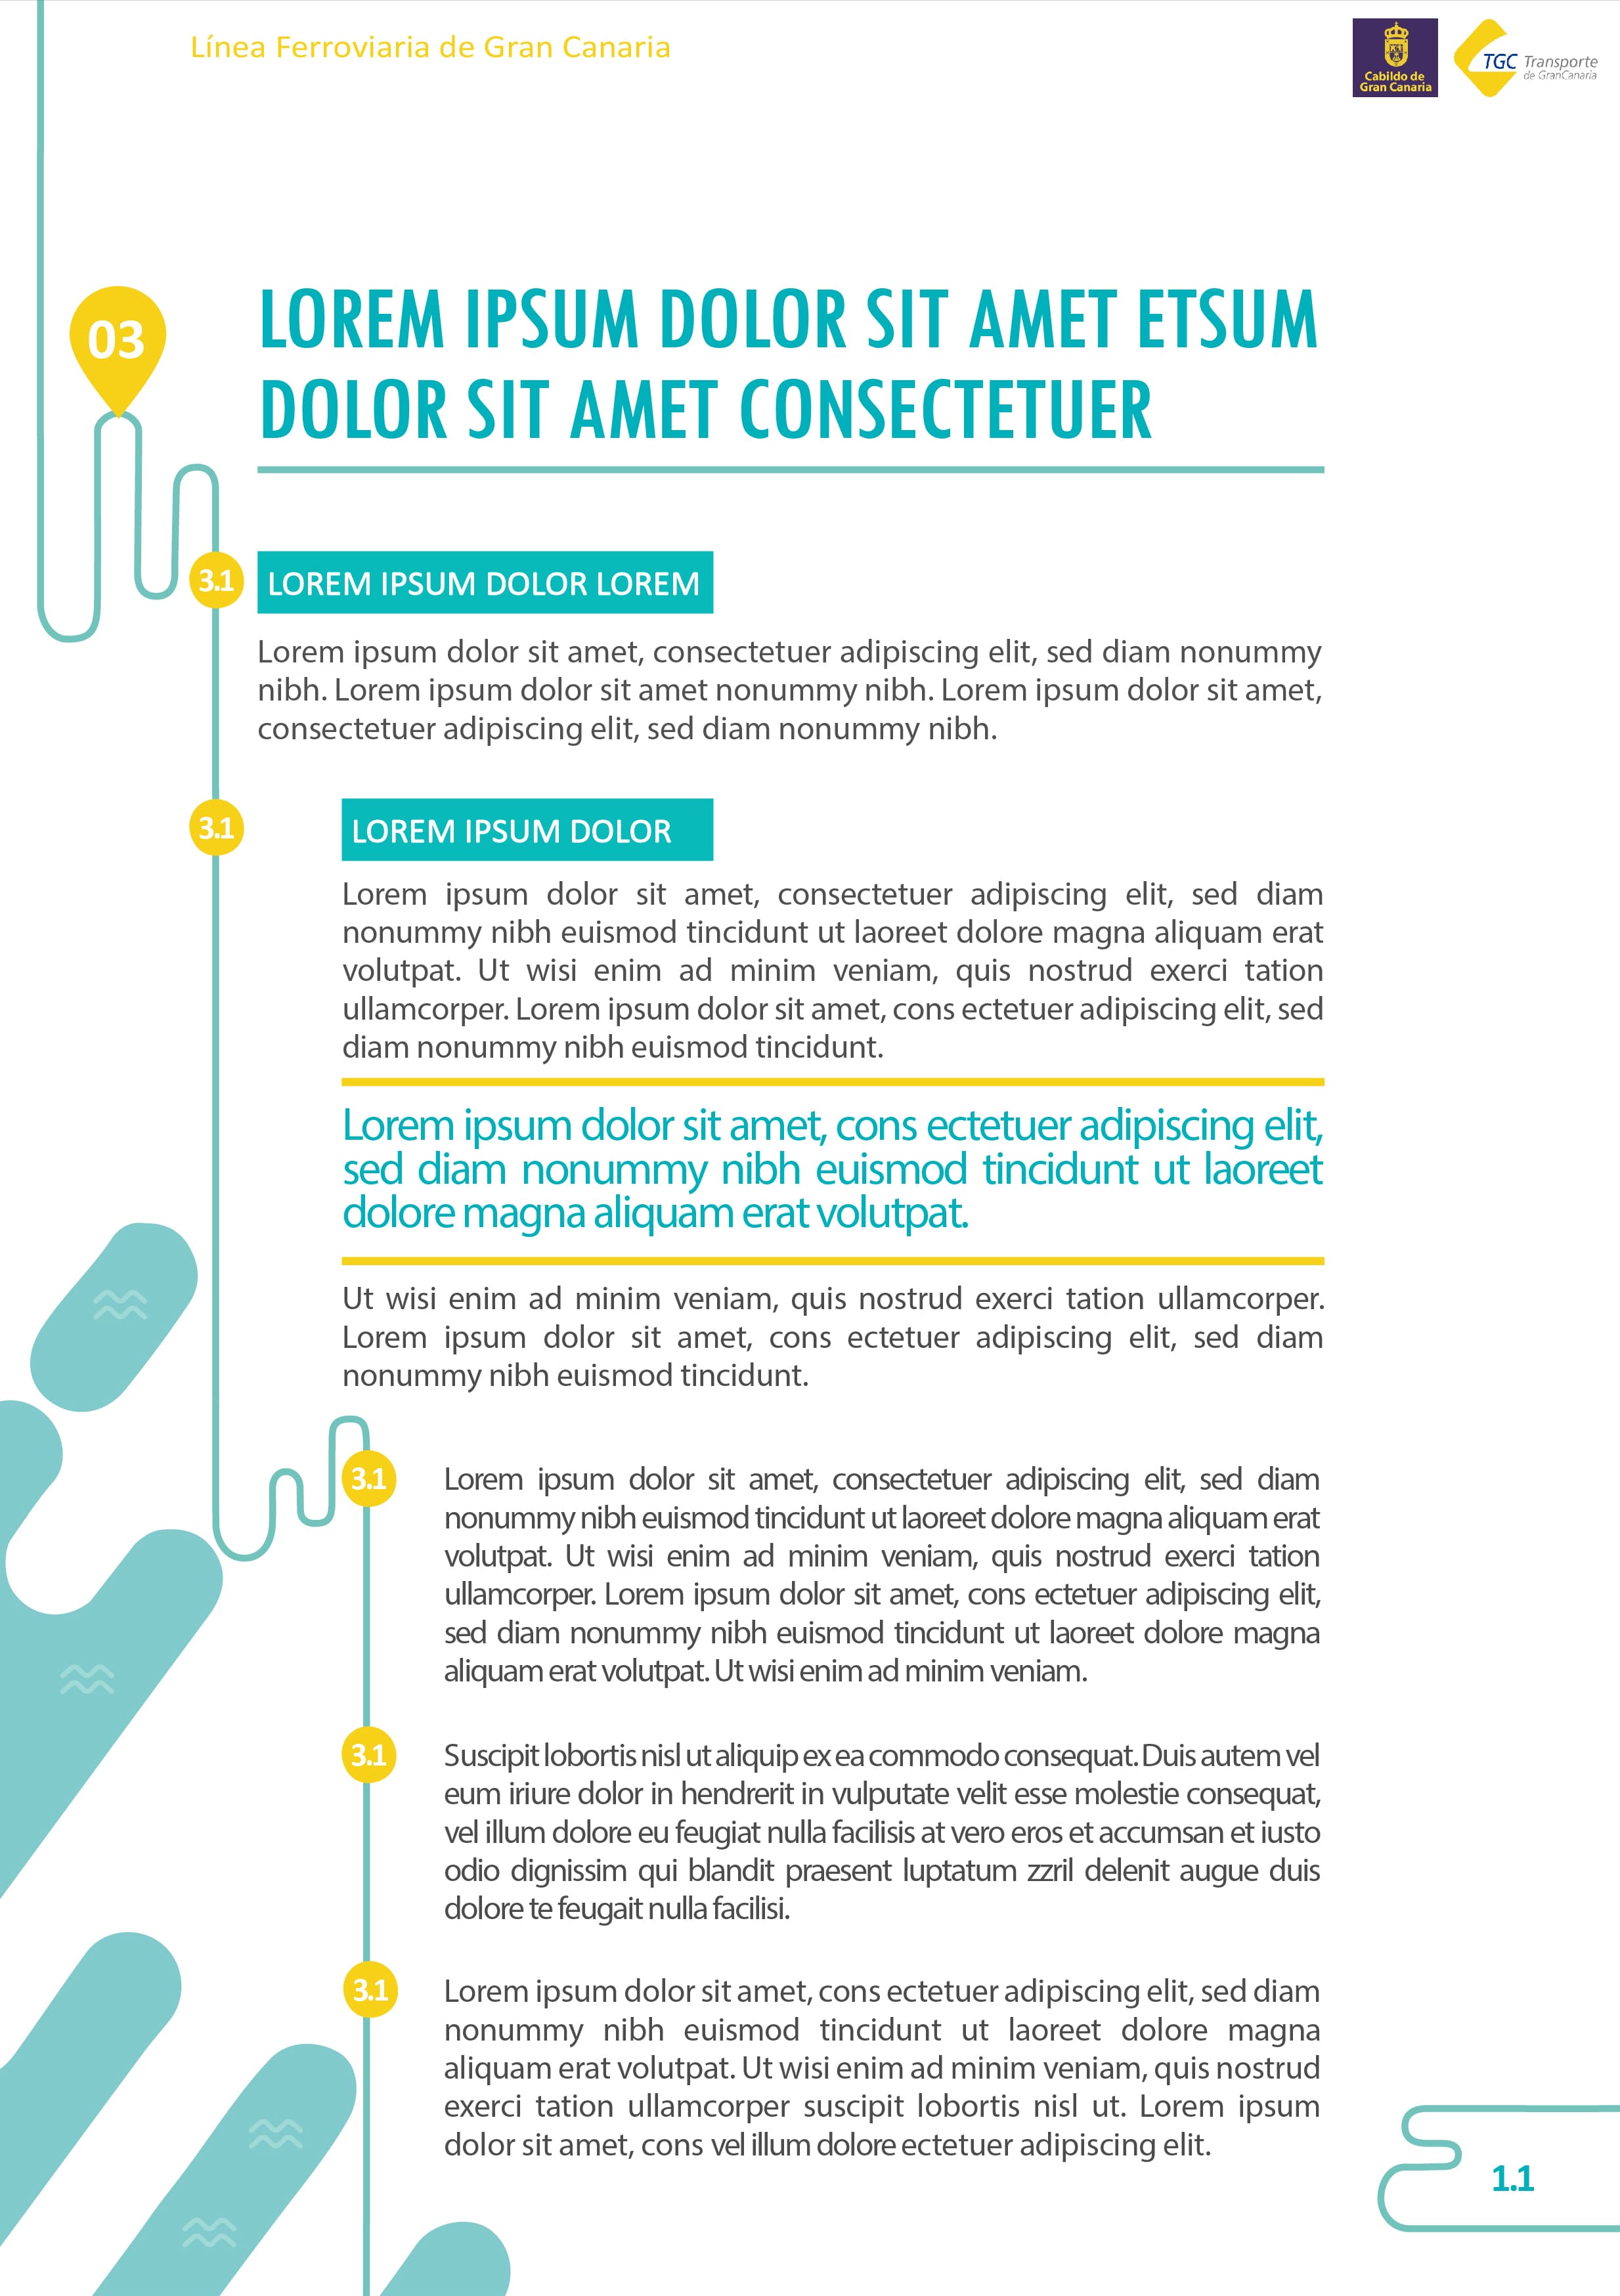 Línea Ferroviaria de Gran Canaria
Cabildo de
Gran Canaria
TGC Transporte
de GranCanaria
03
LOREM IPSUM DOLOR SIT AMET ETSUM
DOLOR SIT AMET CONSECTETUER
3.1
LOREM IPSUM DOLOR LOREM
Lorem ipsum dolor sit amet, consectetuer adipiscing elit, sed diam nonummy
nibh. Lorem ipsum dolor sit amet nonummy nibh. Lorem ipsum dolor sit amet,
consectetuer adipiscing elit, sed diam nonummy nibh.
3.1
LOREM IPSUM DOLOR
Lorem ipsum dolor sit amet, consectetuer adipiscing elit, sed diam
nonummy nibh euismod tincidunt ut laoreet dolore magna aliquam erat
volutpat. Ut wisi enim ad minim veniam, quis nostrud exerci tation
ullamcorper. Lorem ipsum dolor sit amet, cons ectetuer adipiscing elit, sed
diam nonummy nibh euismod tincidunt.
Lorem ipsum dolor sit amet, cons ectetuer adipiscing elit,
sed diam nonummy nibh euismod tincidunt ut laoreet
dolore magna aliquam erat volutpat.
Ut wisi enim ad minim veniam, quis nostrud exerci tation ullamcorper.
Lorem ipsum dolor sit amet, cons ectetuer adipiscing elit, sed diam
nonummy nibh euismod tincidunt.
3.1
Lorem ipsum dolor sit amet, consectetuer adipiscing elit, sed diam
nonummy nibh euismod tincidunt ut laoreet dolore magna aliquam erat
volutpat. Ut wisi enim ad minim veniam, quis nostrud exerci tation
ullamcorper. Lorem ipsum dolor sit amet, cons ectetuer adipiscing elit,
sed diam nonummy nibh euismod tincidunt ut laoreet dolore magna
aliquam erat volutpat. Ut wisi enim ad minim veniam.
3.1
Suscipit lobortis nisl ut aliquip ex ea commodo consequat. Duis autem vel
eum iriure dolor in hendrerit in vulputate velit esse molestie consequat,
vel illum dolore eu feugiat nulla facilisis at vero eros et accumsan et iusto
odio dignissim qui blandit praesent luptatum zzril delenit augue duis
dolore te feugait nulla facilisi.
3.1
Lorem ipsum dolor sit amet, cons ectetuer adipiscing elit, sed diam
nonummy nibh euismod tincidunt ut laoreet dolore magna
aliquam erat volutpat. Ut wisi enim ad minim veniam, quis nostrud
exerci tation ullamcorper suscipit lobortis nisl ut. Lorem ipsum
dolor sit amet, cons vel illum dolore ectetuer adipiscing elit.
1.1